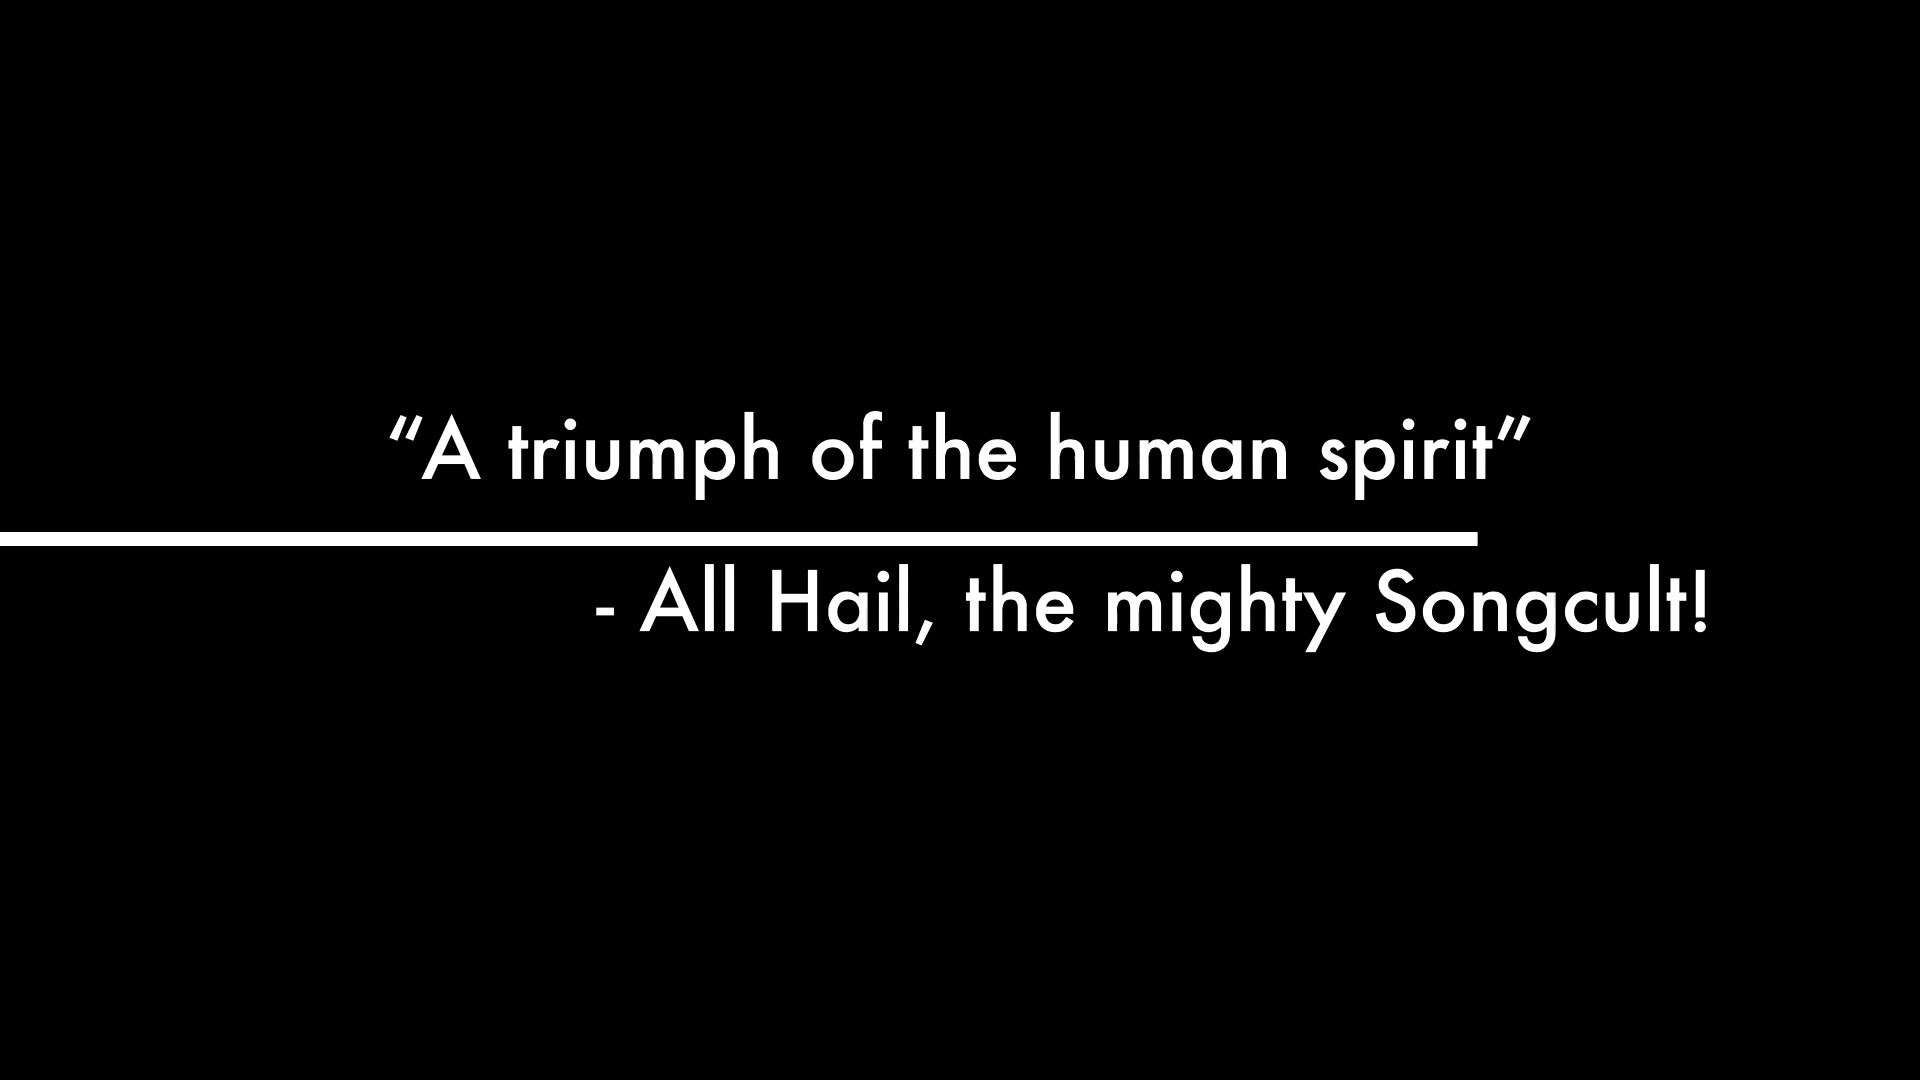 “A triumph of the human spirit”
- All Hail, the mighty Songcult!